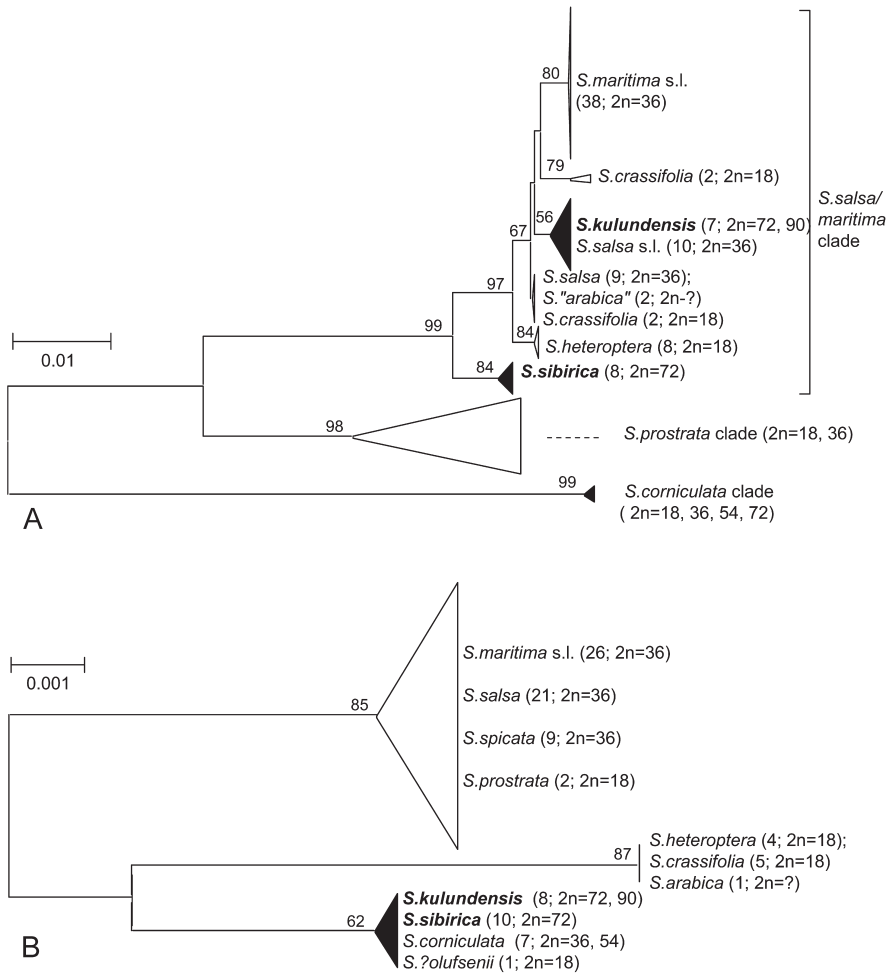 80
S.maritima s.l.
(38; 2n=36)
79
S.crassifolia (2; 2n=18)
S.salsa/
maritima
clade
56
S.kulundensis (7; 2n=72, 90)
67
S.salsa s.l. (10; 2n=36)
97
S.salsa (9; 2n=36);
S."arabica" (2; 2n-?)
S.crassifolia (2; 2n=18)
99
84
S.heteroptera (8; 2n=18)
0.01
84
S.sibirica (8; 2n=72)
98
S.prostrata clade (2n=18, 36)
99
S.corniculata clade
( 2n=18, 36, 54, 72)
A
0.001
S.maritima s.l. (26; 2n=36)
85
S.salsa (21; 2n=36)
S.spicata (9; 2n=36)
S.prostrata (2; 2n=18)
87
S.heteroptera (4; 2n=18);
S.crassifolia (5; 2n=18)
S.arabica (1; 2n=?)
62
S.kulundensis (8; 2n=72, 90)
S.sibirica (10; 2n=72)
S.corniculata (7; 2n=36, 54)
S.?olufsenii (1; 2n=18)
B